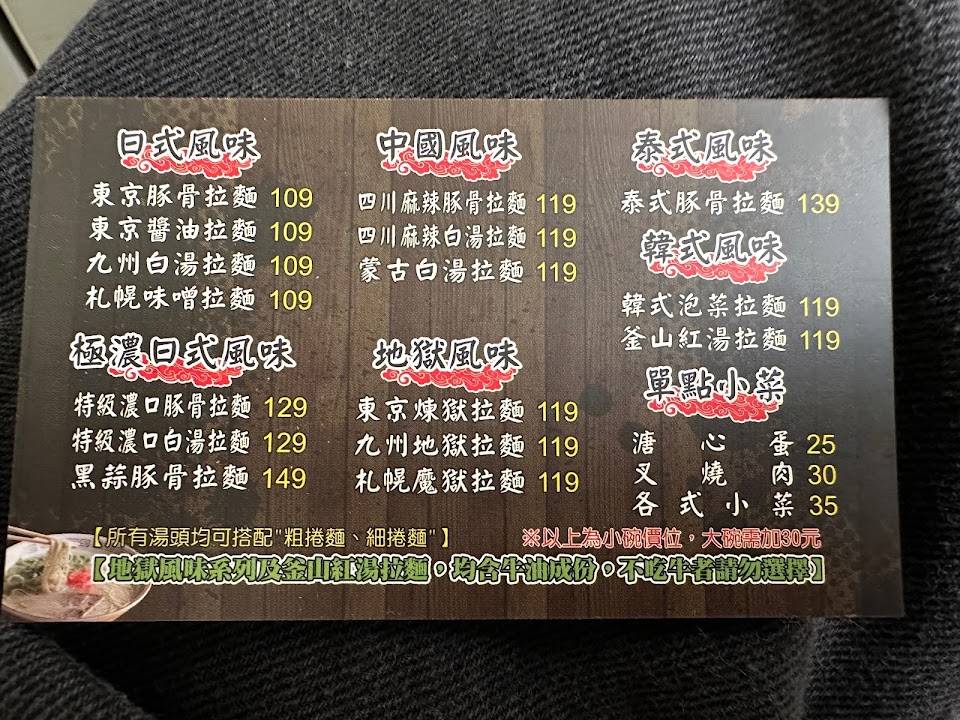 日式風味
東京豚骨拉麵 109
東京醬油拉麵 109
九州白湯拉麵 109
札幌味噌拉麵 109
極濃日式風味
特級濃口豚骨拉麵 129
特級濃口白湯拉麵 129
黑蒜豚骨拉麵 149
中國風味
四川麻辣豚骨拉麵 119
四川麻辣白湯拉麵 119
蒙古白湯拉麵 119
地獄風味
東京煉獄拉麵 119
九州地獄拉麵 119
札幌魔獄拉麵 119
泰式風味
泰式豚骨拉麵 139
韓式風味
韓式泡菜拉麵 119
釜山紅湯拉麵 119
單點小菜
溏心蛋 25
叉燒肉 30
各式小菜 35
【所有湯頭均可搭配"粗捲麵、細捲麵"】
※以上為小碗價位，大碗需加30元
【地獄風味系列及釜山紅湯拉麵，均含牛油成份，不吃牛者請勿選擇】